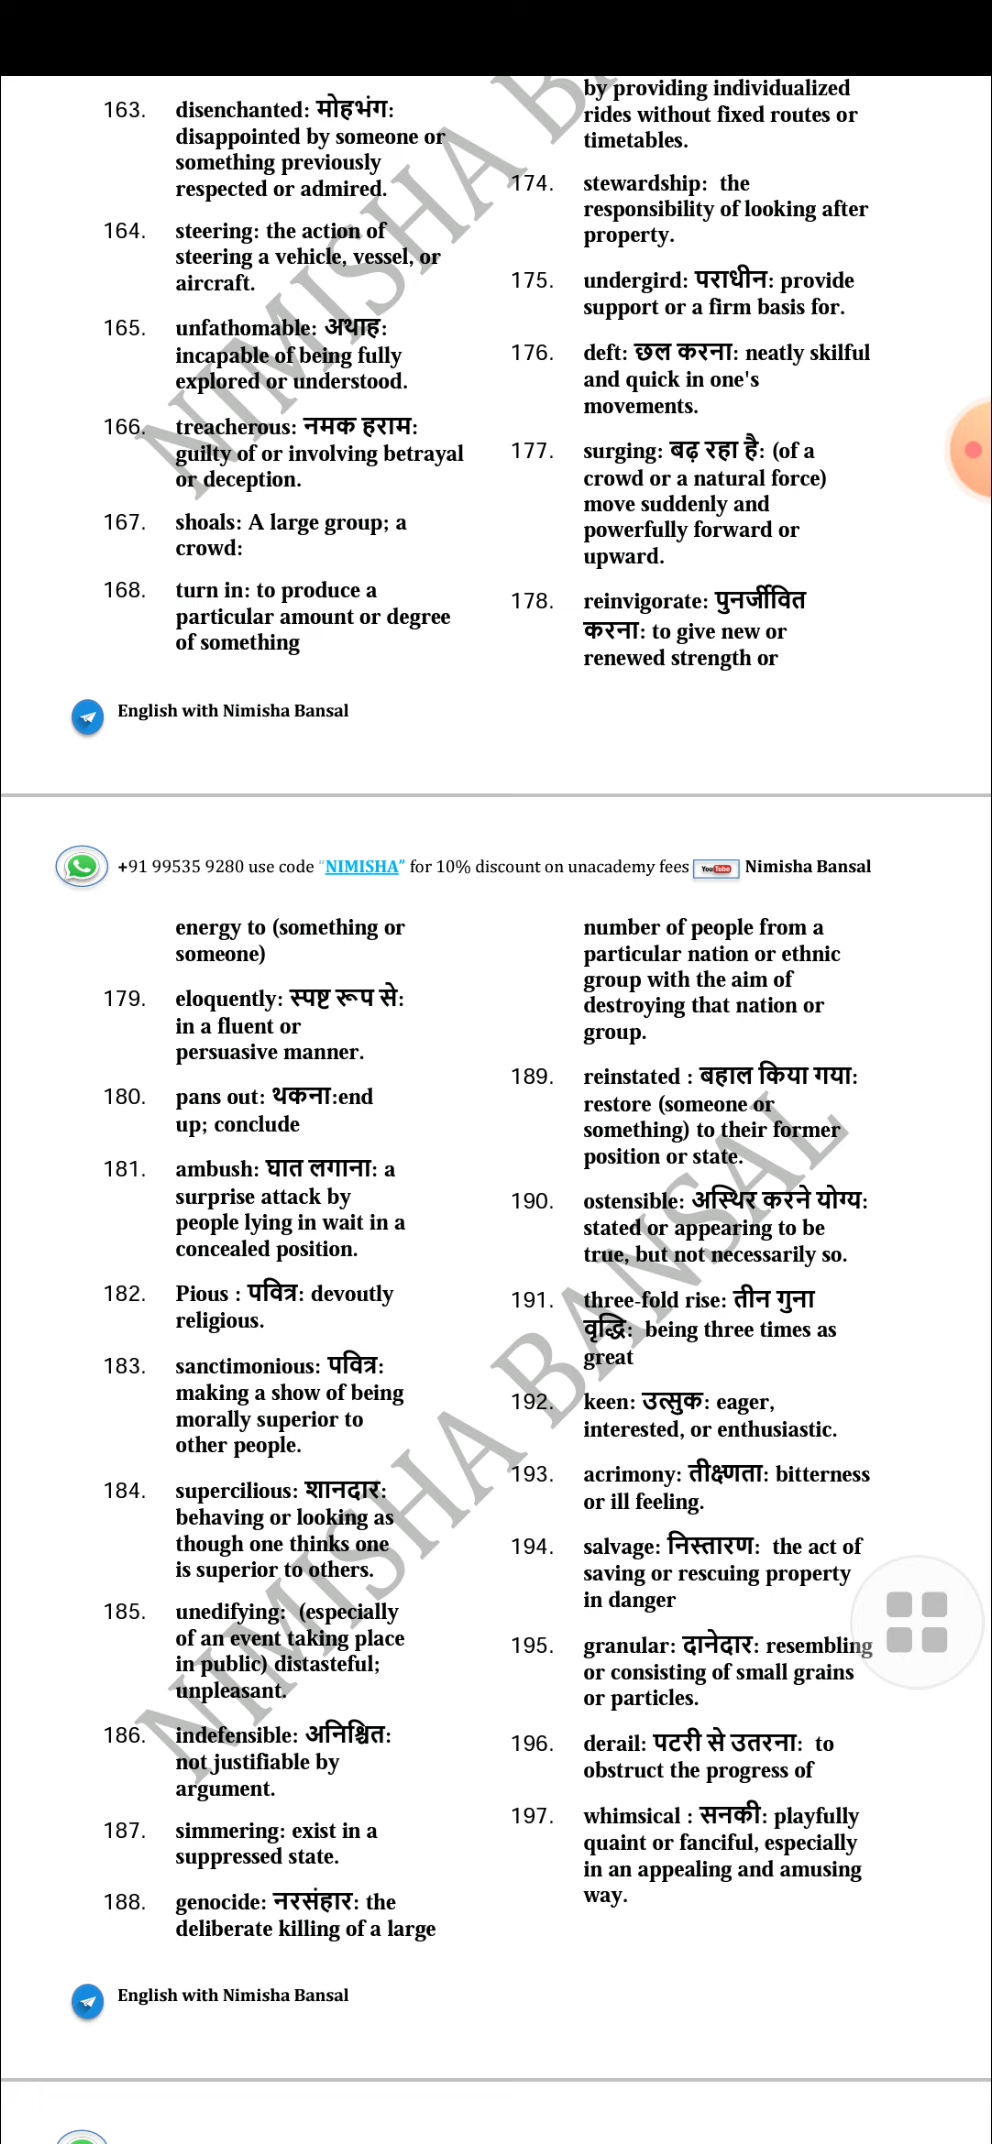 163. disenchanted: मोहभंग:
disappointed by someone or
something previously
respected or admired.
164. steering: the action of
steering a vehicle, vessel, or
aircraft.
165. unfathomable: अथाह:
incapable of being fully
explored or understood.
166. treacherous: नमक हराम:
guilty of or involving betrayal
or deception.
167. shoals: A large group; a
crowd:
168. turn in: to produce a
particular amount or degree
of something
by providing individualized
rides without fixed routes or
timetables.
174. stewardship: the
responsibility of looking after
property.
175. undergird: पराधीन: provide
support or a firm basis for.
176. deft: छल करना: neatly skilful
and quick in one's
movements.
177. surging: बढ़ रहा है: (of a
crowd or a natural force)
move suddenly and
powerfully forward or
upward.
178. reinvigorate: पुनर्जीवित
करना: to give new or
renewed strength or
NIMISHA BA
English with Nimisha Bansal
+91 99535 9280 use code "NIMISHA" for 10% discount on unacademy fees YouTube Nimisha Bansal
energy to (something or
someone)
179. eloquently: स्पष्ट रूप से:
in a fluent or
persuasive manner.
180. pans out: थकना:end
up; conclude
181. ambush: घात लगाना: a
surprise attack by
people lying in wait in a
concealed position.
182. Pious : पवित्र: devoutly
religious.
183. sanctimonious: पवित्र:
making a show of being
morally superior to
other people.
184. supercilious: शानदार:
behaving or looking as
though one thinks one
is superior to others.
185. unedifying: (especially
of an event taking place
in public) distasteful;
unpleasant.
186. indefensible: अनिश्चित:
not justifiable by
argument.
187. simmering: exist in a
suppressed state.
188. genocide: नरसंहार: the
deliberate killing of a large
number of people from a
particular nation or ethnic
group with the aim of
destroying that nation or
group.
189. reinstated : बहाल किया गया:
restore (someone or
something) to their former
position or state.
190. ostensible: अस्थिर करने योग्य:
stated or appearing to be
true, but not necessarily so.
191. three-fold rise: तीन गुना
वृद्धि: being three times as
great
192. keen: उत्सुक: eager,
interested, or enthusiastic.
193. acrimony: तीक्ष्णता: bitterness
or ill feeling.
194. salvage: निस्तारण: the act of
saving or rescuing property
in danger
195. granular: दानेदार: resembling
or consisting of small grains
or particles.
196. derail: पटरी से उतरना: to
obstruct the progress of
197. whimsical : सनकी: playfully
quaint or fanciful, especially
in an appealing and amusing
way.
NIMISHA BANSAL
English with Nimisha Bansal